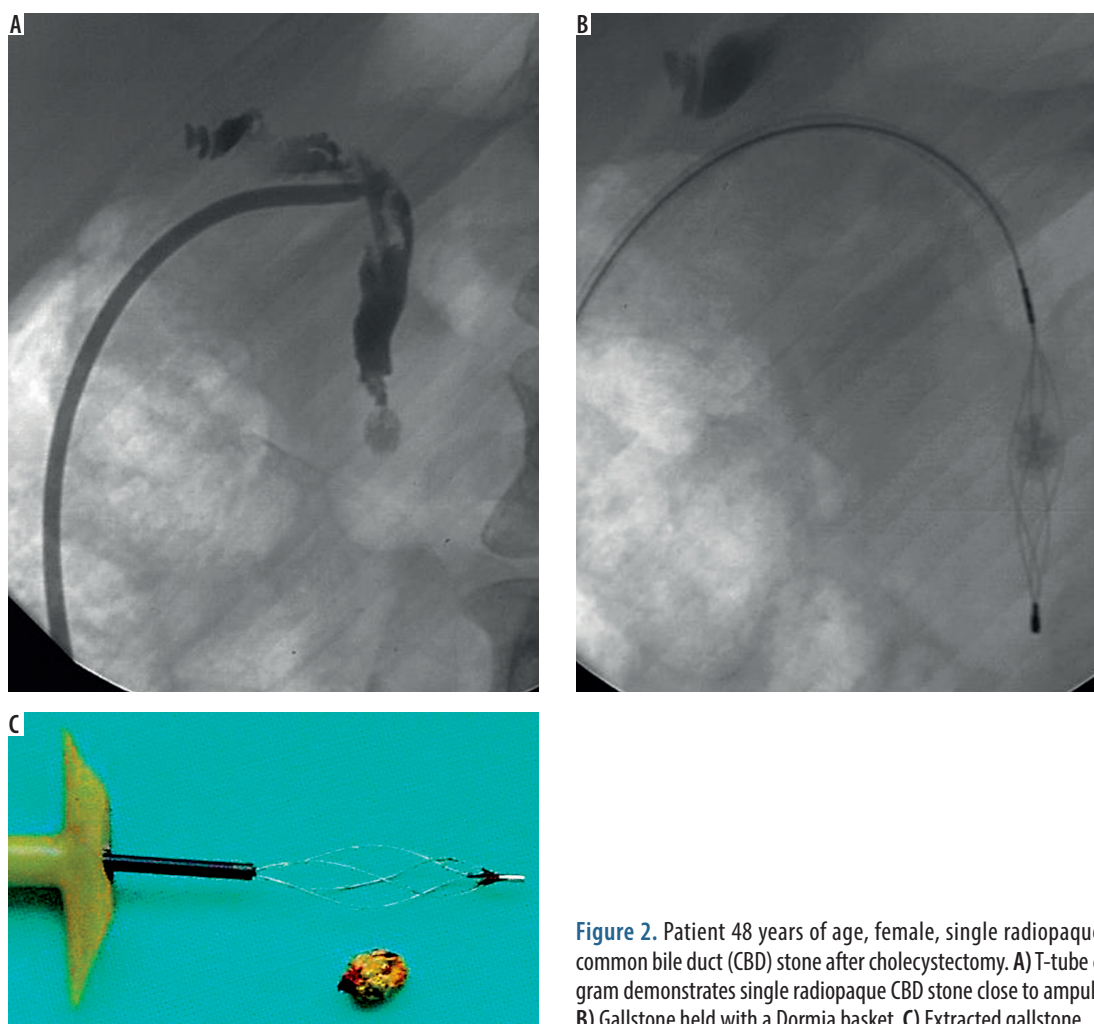 A
B
C
Figure 2. Patient 48 years of age, female, single radiopaque
common bile duct (CBD) stone after cholecystectomy. A) T-tube
gram demonstrates single radiopaque CBD stone close to
B) Gallstone held with a Dormia basket. C) Extracted gallstone.